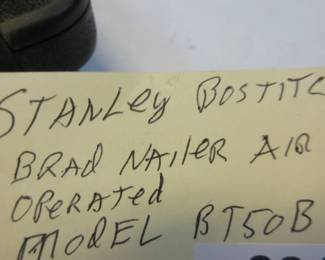 STANLEY BOSTITC
BRAD NAILER AIR
OPERATED
MODEL BT50B